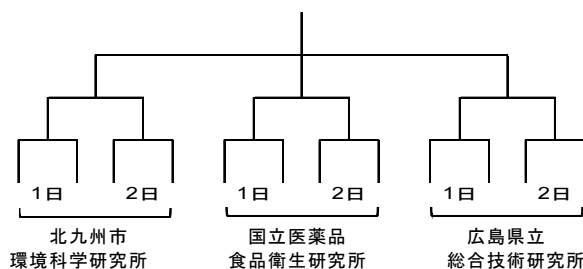 1日 2日 1日 2日 1日 2日
北九州市 国立医薬品 広島県立
環境科学研究所 食品衛生研究所 総合技術研究所